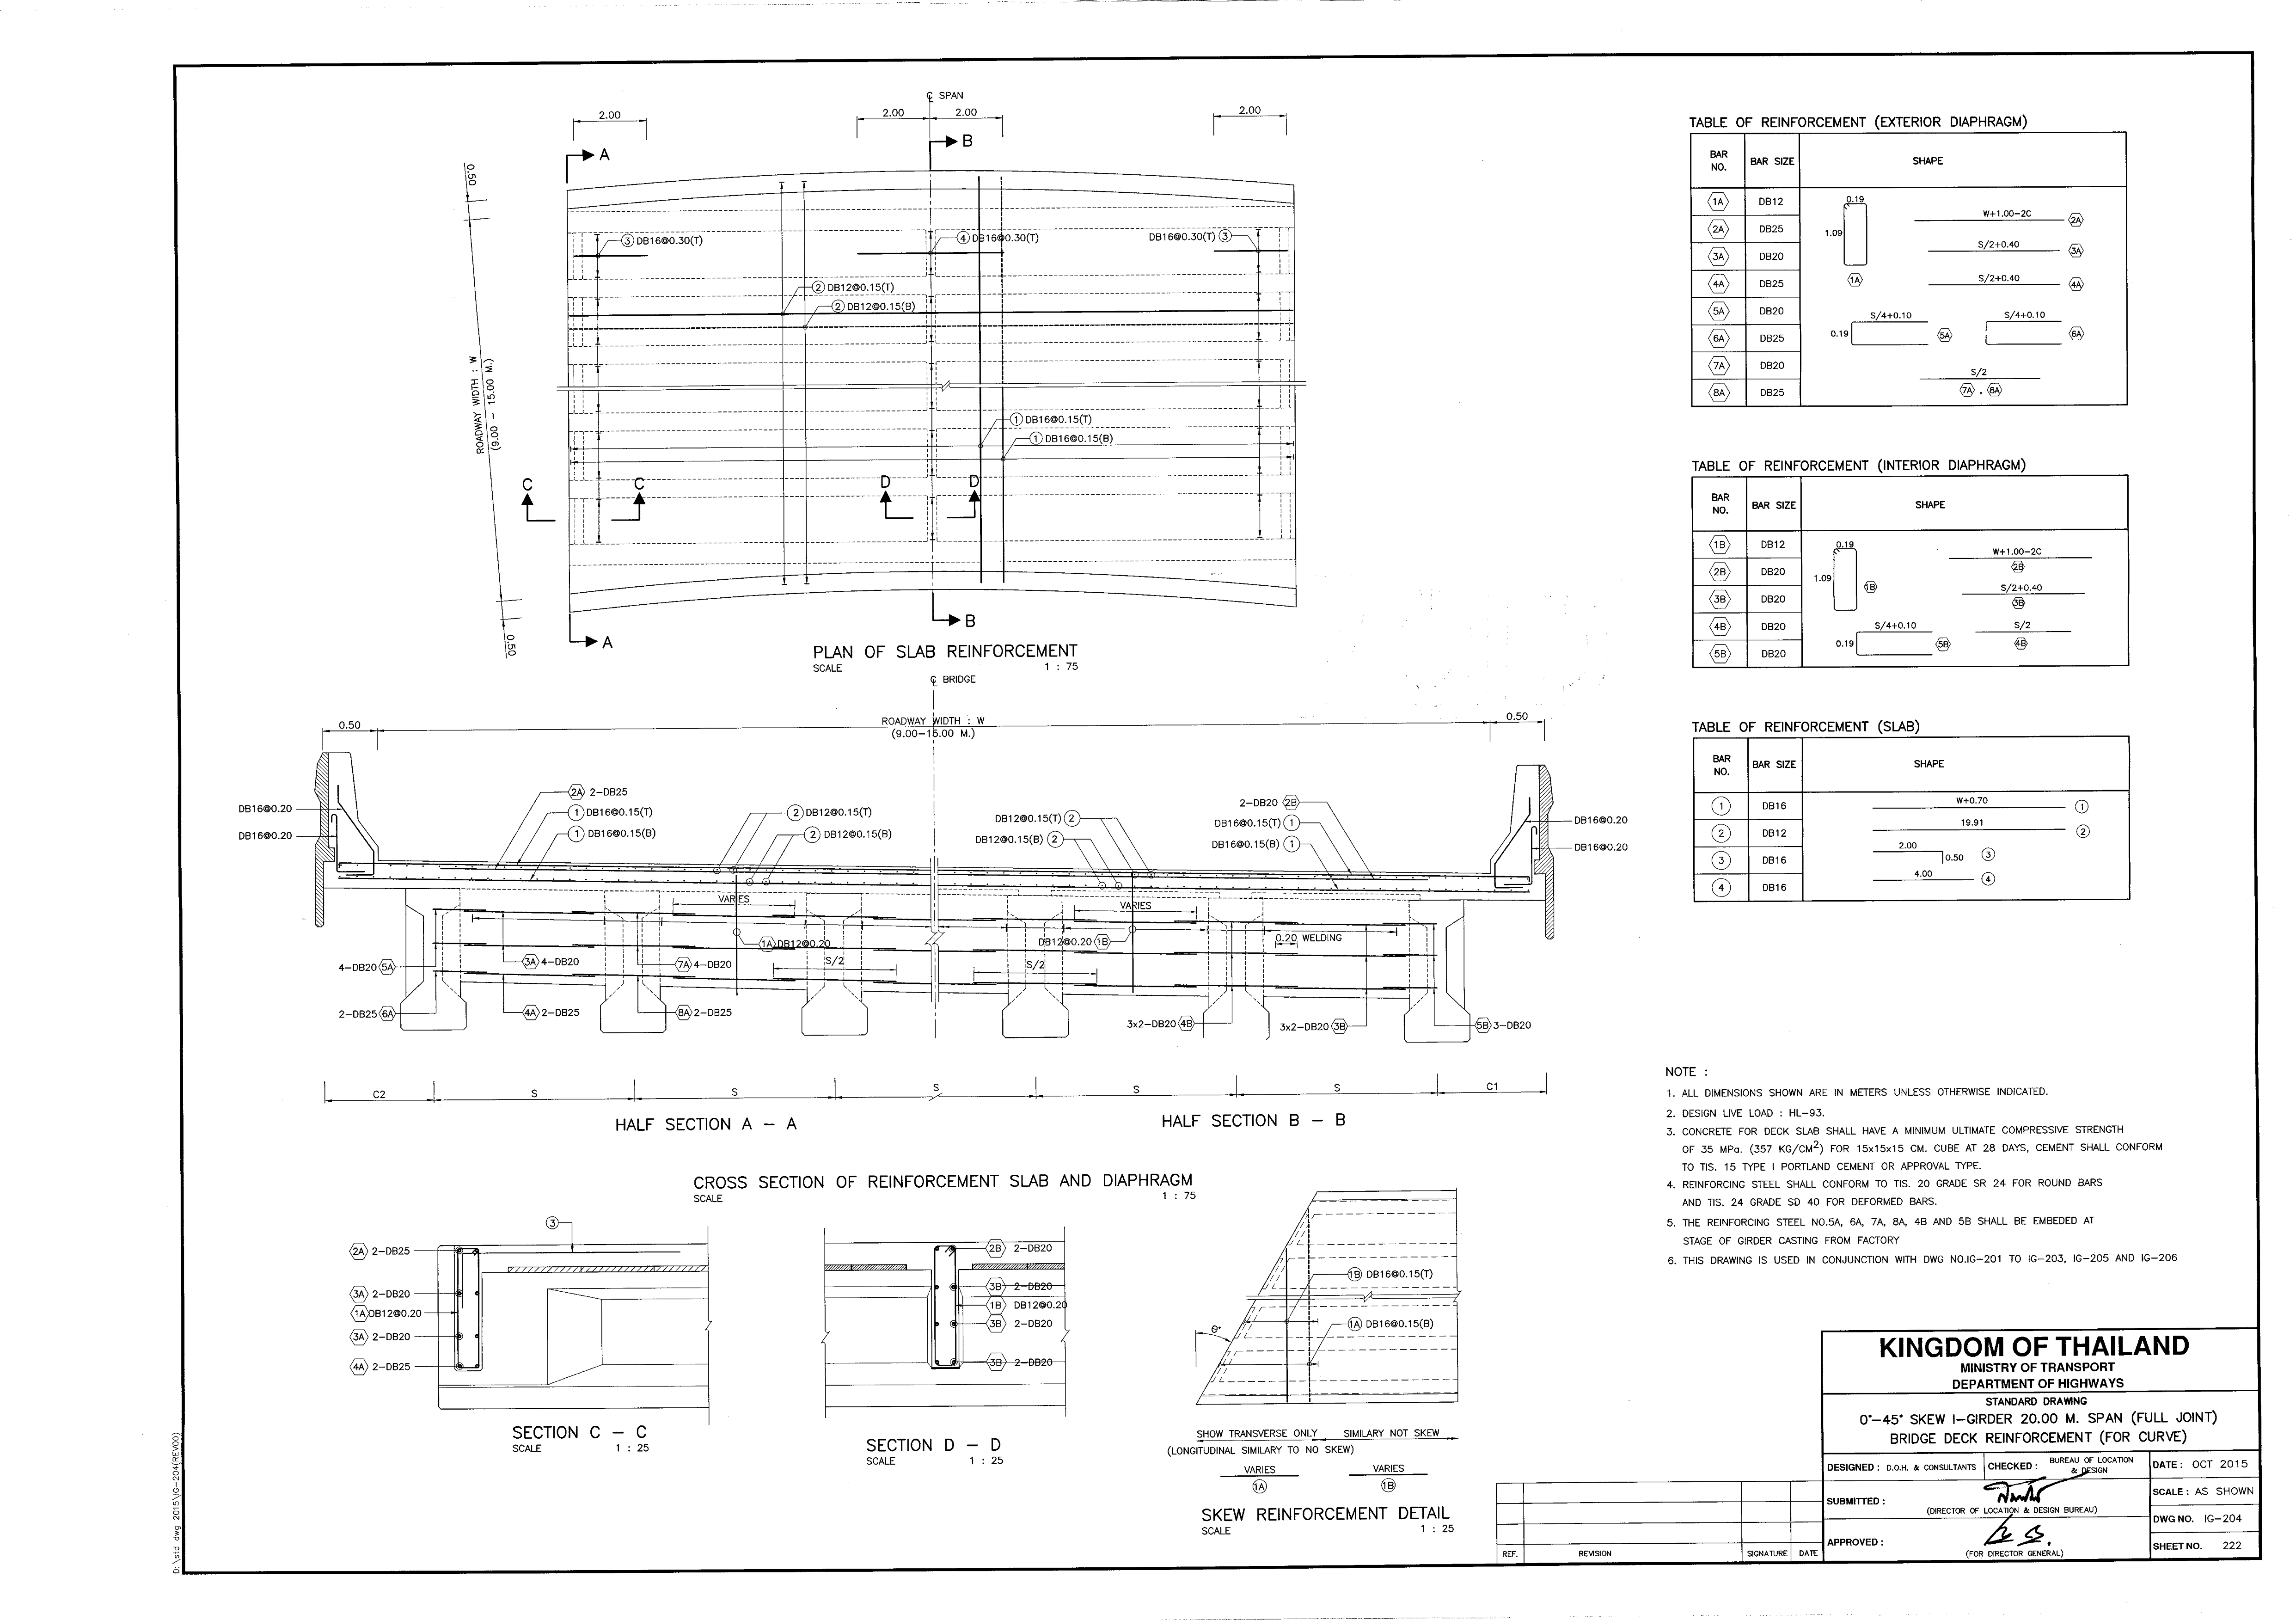 ℄ SPAN
2.00
2.00
2.00
2.00
A
B
0.50
③ DB16@0.30(T)
④ DB16@0.30(T)
DB16@0.30(T) ③
② DB12@0.15(T)
② DB12@0.15(B)
ROADWAY WIDTH : W
(9.00 - 15.00 M.)
① DB16@0.15(T)
① DB16@0.15(B)
C
C
D
D
0.50
A
B
PLAN OF SLAB REINFORCEMENT
SCALE 1 : 75
℄ BRIDGE
0.50
ROADWAY WIDTH : W
(9.00-15.00 M.)
0.50
2A 2-DB25
① DB16@0.15(T)
① DB16@0.15(B)
② DB12@0.15(T)
② DB12@0.15(B)
DB12@0.15(T) ②
DB12@0.15(B) ②
2-DB20 2B
DB16@0.15(T) ①
DB16@0.15(B) ①
DB16@0.20
DB16@0.20
DB16@0.20
DB16@0.20
VARIES
VARIES
1A DB12@0.20
DB12@0.20 1B
0.20 WELDING
4-DB20 5A
3A 4-DB20
7A 4-DB20
S/2
S/2
2-DB25 6A
4A 2-DB25
8A 2-DB25
3x2-DB20 4B
3x2-DB20 3B
5B 3-DB20
C2
S
S
S
S
S
C1
HALF SECTION A - A
HALF SECTION B - B
CROSS SECTION OF REINFORCEMENT SLAB AND DIAPHRAGM
SCALE 1 : 75
③
2A 2-DB25
3A 2-DB20
1A DB12@0.20
3A 2-DB20
4A 2-DB25
SECTION C - C
SCALE 1 : 25
2B 2-DB20
3B 2-DB20
1B DB12@0.20
3B 2-DB20
3B 2-DB20
SECTION D - D
SCALE 1 : 25
1B DB16@0.15(T)
θ°
1A DB16@0.15(B)
SHOW TRANSVERSE ONLY
SIMILARY NOT SKEW
(LONGITUDINAL SIMILARY TO NO SKEW)
VARIES
1A
VARIES
1B
SKEW REINFORCEMENT DETAIL
SCALE 1 : 25
TABLE OF REINFORCEMENT (EXTERIOR DIAPHRAGM)
BAR NO. BAR SIZE SHAPE
1A DB12
2A DB25
3A DB20
4A DB25
5A DB20
6A DB25
7A DB20
8A DB25
0.19
1.09
1A
W+1.00-2C 2A
S/2+0.40 3A
S/2+0.40 4A
S/4+0.10
0.19
5A
S/4+0.10
6A
S/2
7A , 8A
TABLE OF REINFORCEMENT (INTERIOR DIAPHRAGM)
BAR NO. BAR SIZE SHAPE
1B DB12
2B DB20
3B DB20
4B DB20
5B DB20
0.19
1.09
1B
W+1.00-2C
2B
S/2+0.40
3B
S/4+0.10
0.19
5B
S/2
4B
TABLE OF REINFORCEMENT (SLAB)
BAR NO. BAR SIZE SHAPE
① DB16 W+0.70 ①
② DB12 19.91 ②
③ DB16 2.00 0.50 ③
④ DB16 4.00 ④
NOTE :
1. ALL DIMENSIONS SHOWN ARE IN METERS UNLESS OTHERWISE INDICATED.
2. DESIGN LIVE LOAD : HL-93.
3. CONCRETE FOR DECK SLAB SHALL HAVE A MINIMUM ULTIMATE COMPRESSIVE STRENGTH
OF 35 MPa. (357 KG/CM2) FOR 15x15x15 CM. CUBE AT 28 DAYS, CEMENT SHALL CONFORM
TO TIS. 15 TYPE I PORTLAND CEMENT OR APPROVAL TYPE.
4. REINFORCING STEEL SHALL CONFORM TO TIS. 20 GRADE SR 24 FOR ROUND BARS
AND TIS. 24 GRADE SD 40 FOR DEFORMED BARS.
5. THE REINFORCING STEEL NO.5A, 6A, 7A, 8A, 4B AND 5B SHALL BE EMBEDED AT
STAGE OF GIRDER CASTING FROM FACTORY
6. THIS DRAWING IS USED IN CONJUNCTION WITH DWG NO.IG-201 TO IG-203, IG-205 AND IG-206
KINGDOM OF THAILAND
MINISTRY OF TRANSPORT
DEPARTMENT OF HIGHWAYS
STANDARD DRAWING
0°-45° SKEW I-GIRDER 20.00 M. SPAN (FULL JOINT)
BRIDGE DECK REINFORCEMENT (FOR CURVE)
DESIGNED : D.O.H. & CONSULTANTS
CHECKED : BUREAU OF LOCATION & DESIGN
DATE : OCT 2015
SUBMITTED :
(DIRECTOR OF LOCATION & DESIGN BUREAU)
SCALE : AS SHOWN
DWG NO. IG-204
APPROVED :
(FOR DIRECTOR GENERAL)
SHEET NO. 222
REF. REVISION SIGNATURE DATE
D:\std dwg 2015\IG-204(REV00)